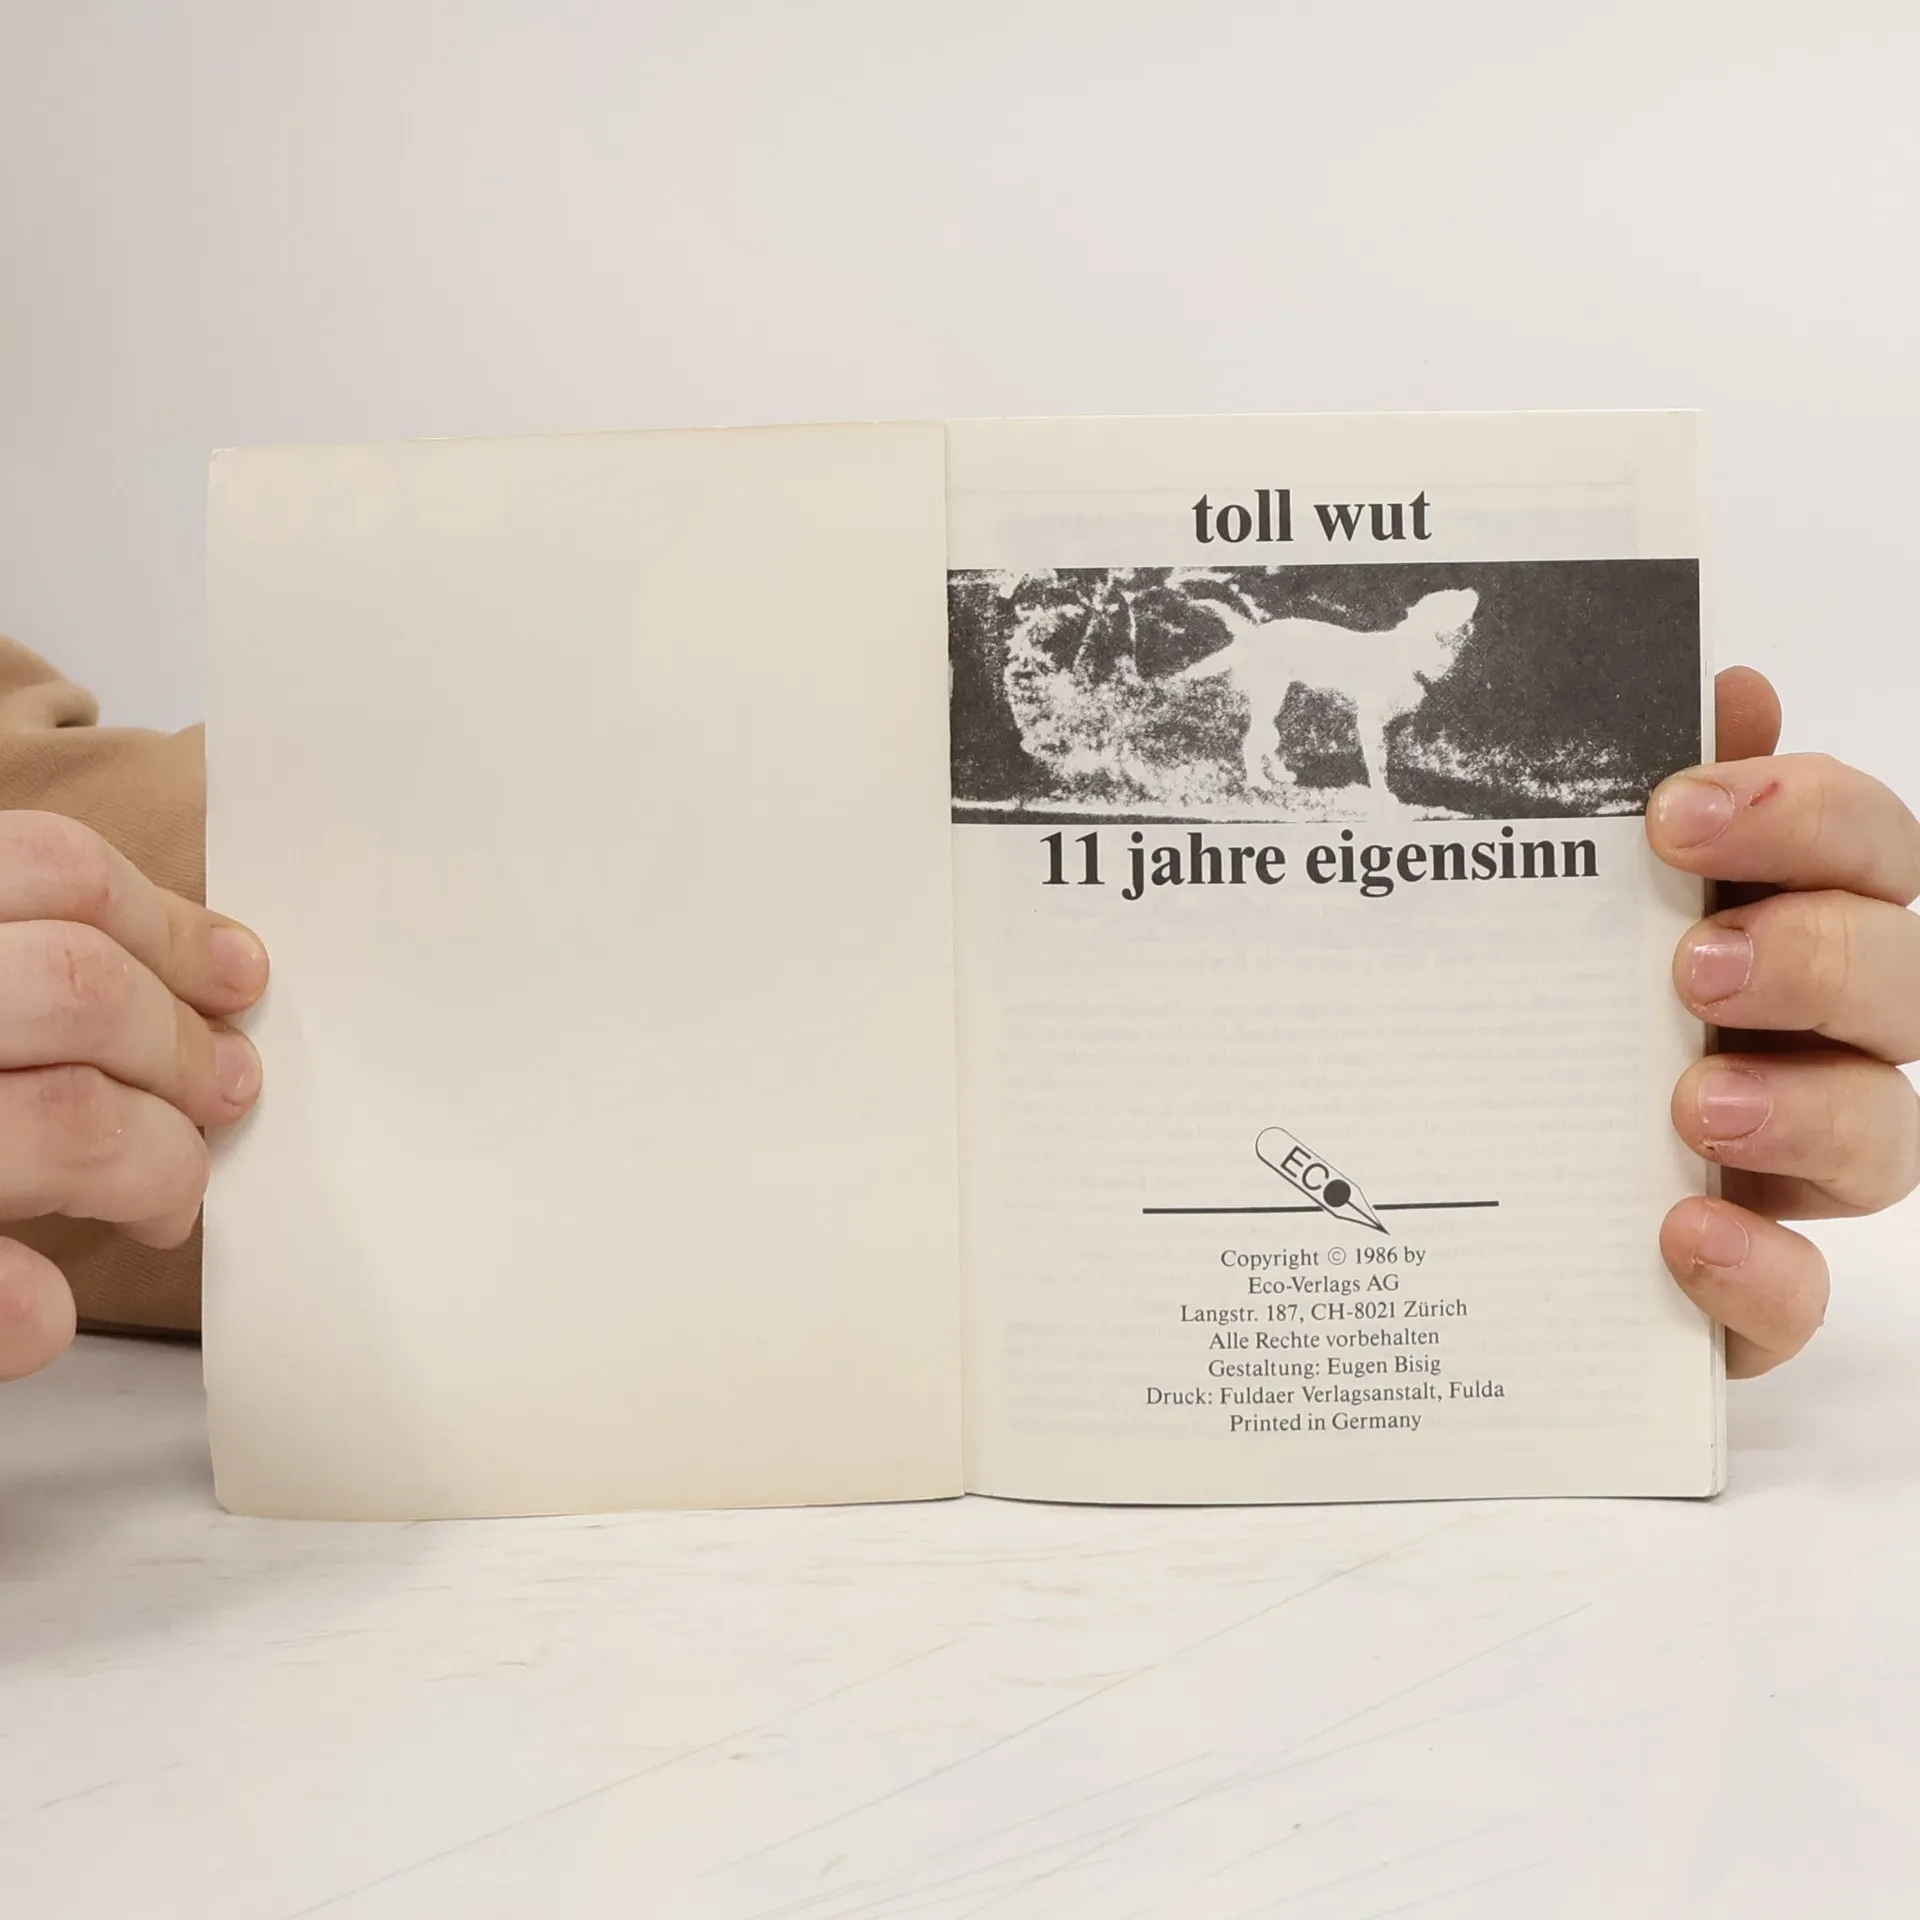 toll wut
11 jahre eigensinn
ECO
Copyright © 1986 by
Eco-Verlags AG
Langstr. 187, CH-8021 Zürich
Alle Rechte vorbehalten
Gestaltung: Eugen Bisig
Druck: Fuldaer Verlagsanstalt, Fulda
Printed in Germany